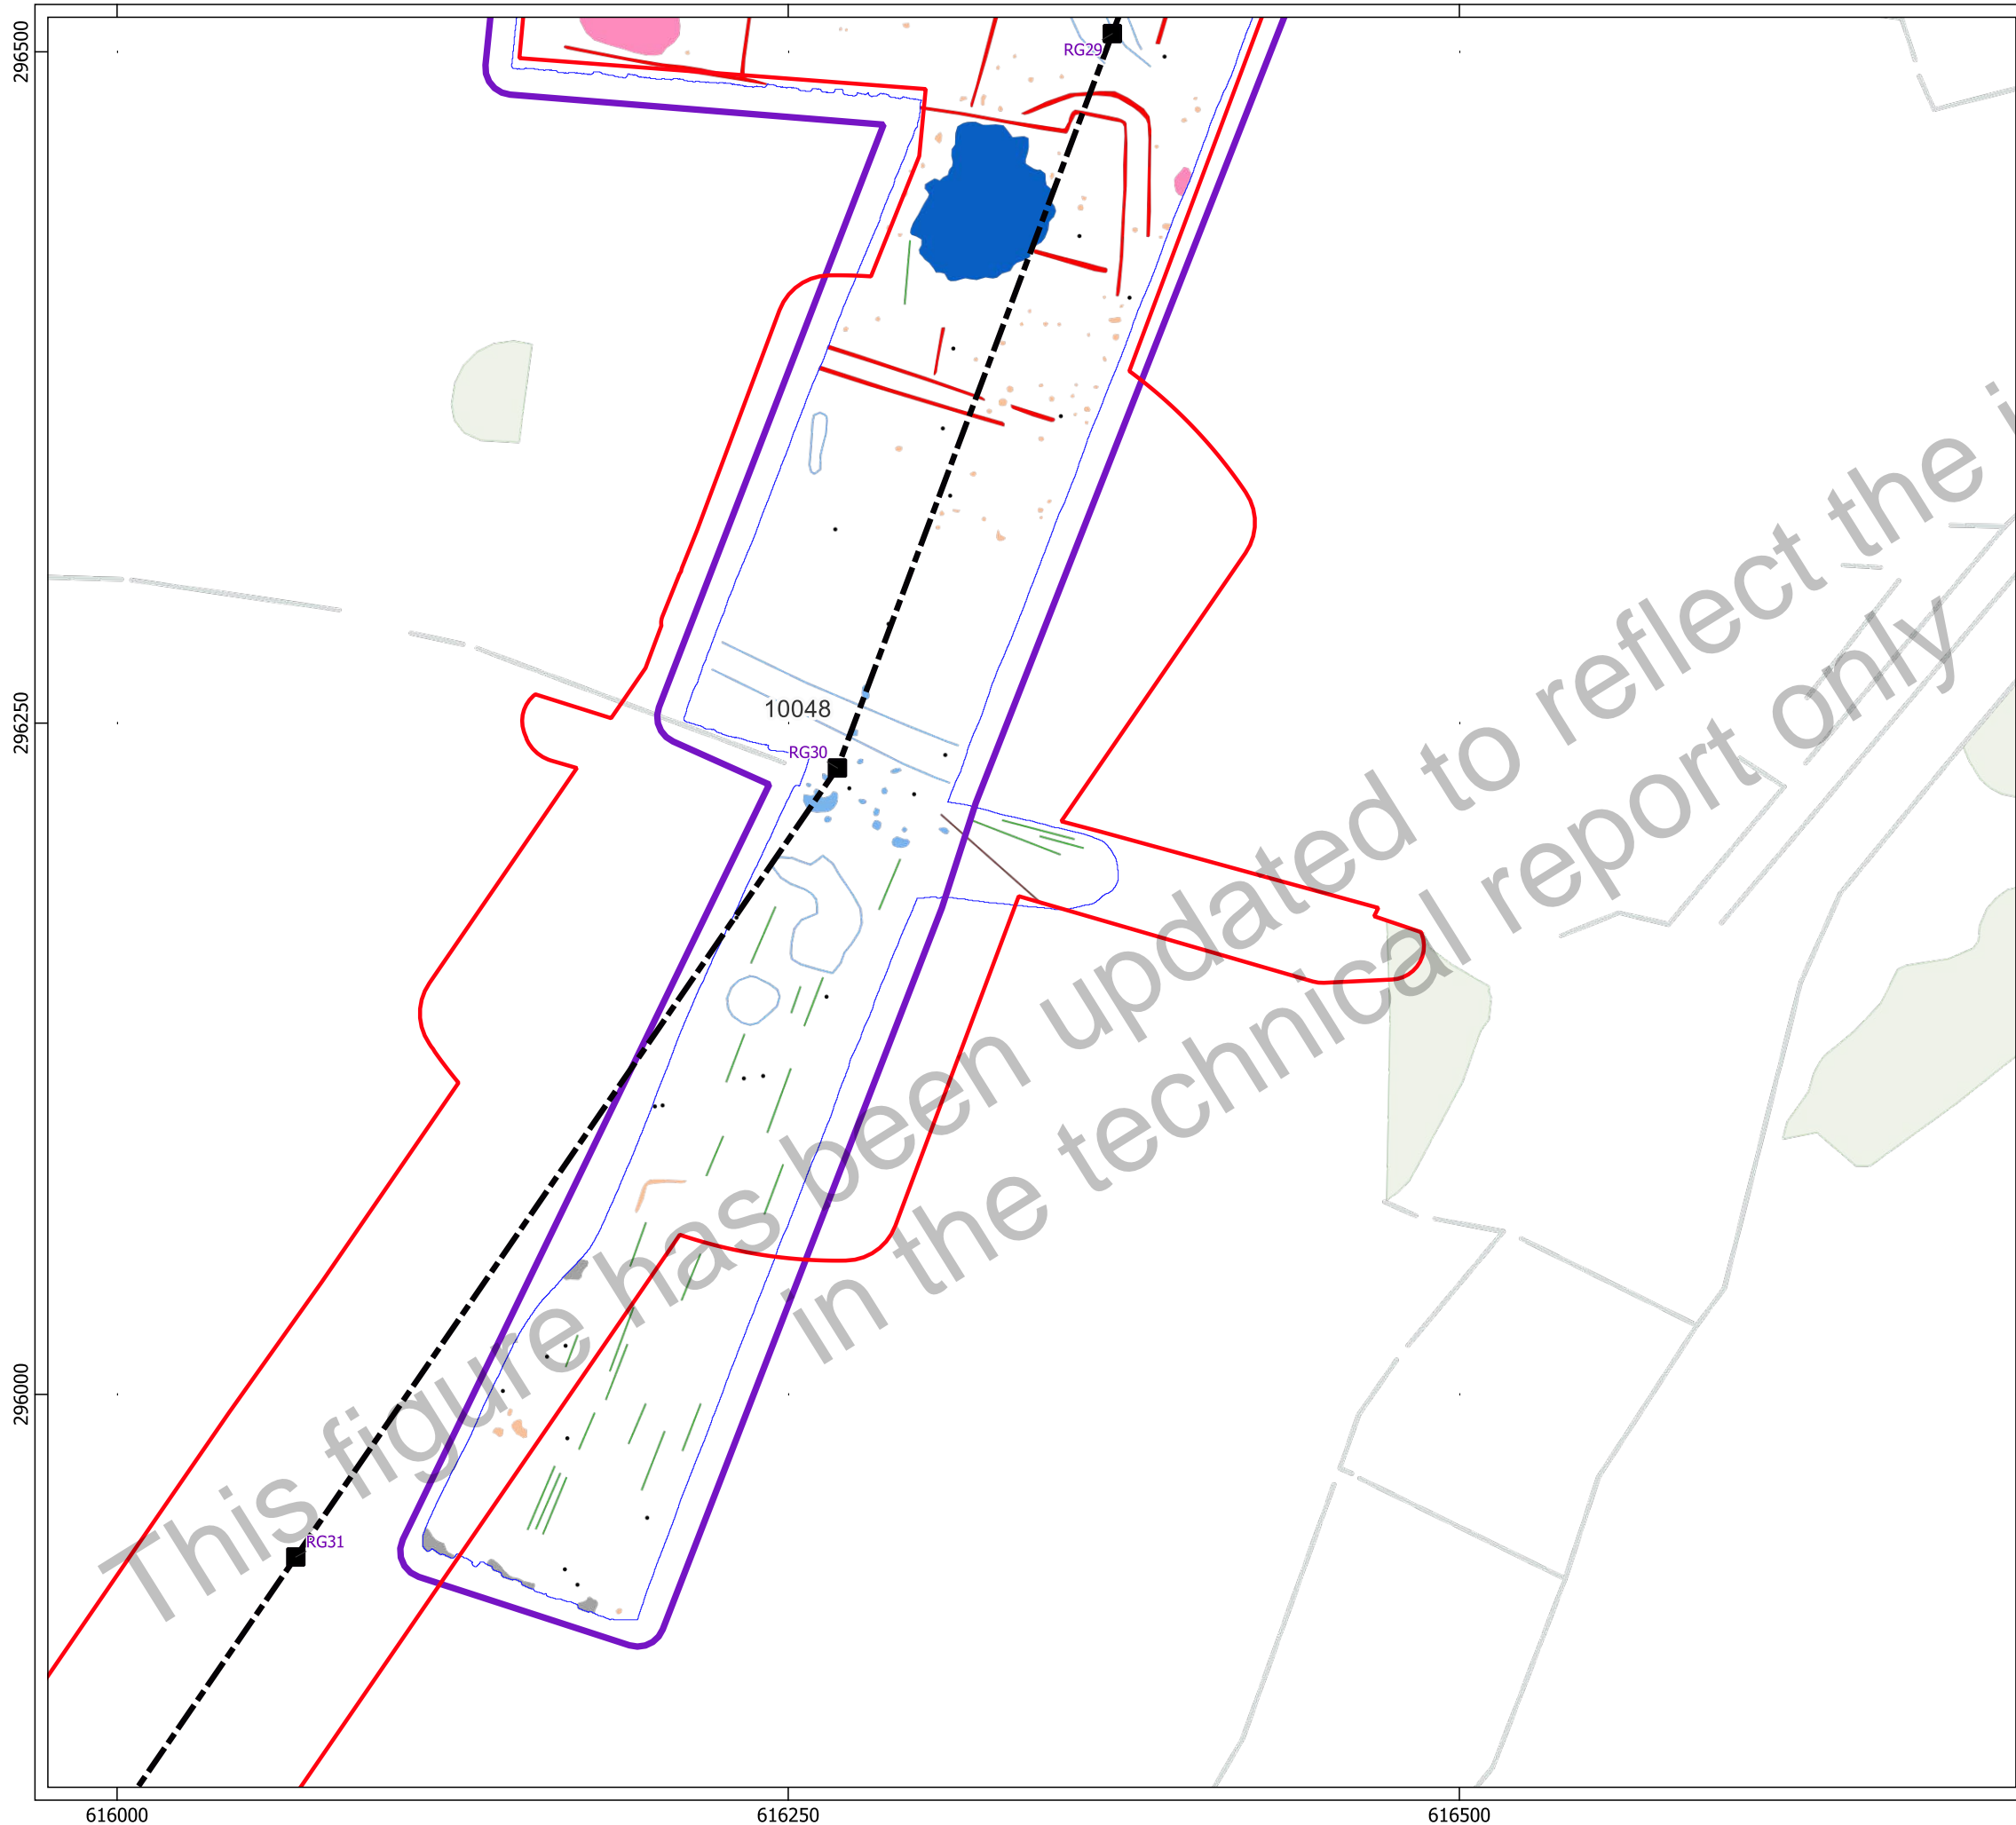 296500
RG29
This figure has been updated to reflect the i
in the technical report only
296250
10048
RG30
296000
RG31
616000
616250
616500